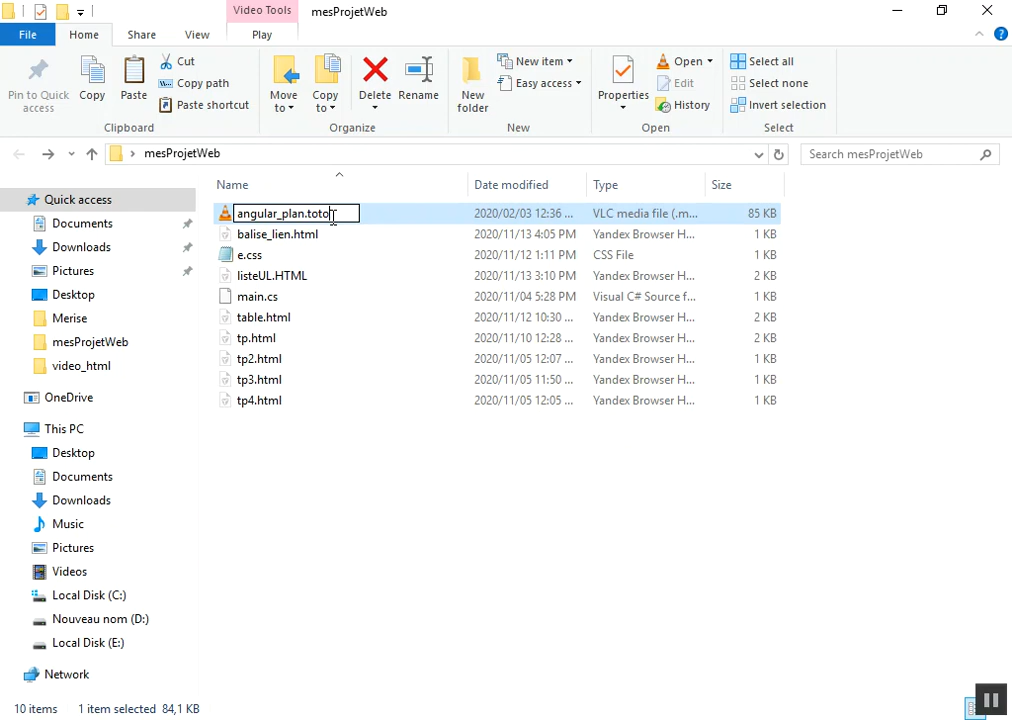 Video Tools
mesProjetWeb
File
Home
Share
View
Play
Pin to Quick access
Copy
Paste
Cut
Copy path
Paste shortcut
Clipboard
Move to
Copy to
Delete
Rename
Organize
New folder
New item
Easy access
New
Properties
Open
Edit
History
Open
Select all
Select none
Invert selection
Select
mesProjetWeb
Search mesProjetWeb
Name
Date modified
Type
Size
angular_plan.toto 2020/02/03 12:36 ... VLC media file (.m... 85 KB
balise_lien.html 2020/11/13 4:05 PM Yandex Browser H... 1 KB
e.css 2020/11/12 1:11 PM CSS File 1 KB
listeUL.HTML 2020/11/13 3:10 PM Yandex Browser H... 2 KB
main.cs 2020/11/04 5:28 PM Visual C# Source f... 1 KB
table.html 2020/11/12 10:30 ... Yandex Browser H... 2 KB
tp.html 2020/11/10 12:28 ... Yandex Browser H... 2 KB
tp2.html 2020/11/05 12:07 ... Yandex Browser H... 1 KB
tp3.html 2020/11/05 11:50 ... Yandex Browser H... 1 KB
tp4.html 2020/11/05 12:05 ... Yandex Browser H... 1 KB
Quick access
Documents
Downloads
Pictures
Desktop
Merise
mesProjetWeb
video_html
OneDrive
This PC
Desktop
Documents
Downloads
Music
Pictures
Videos
Local Disk (C:)
Nouveau nom (D:)
Local Disk (E:)
Network
10 items 1 item selected 84,1 KB